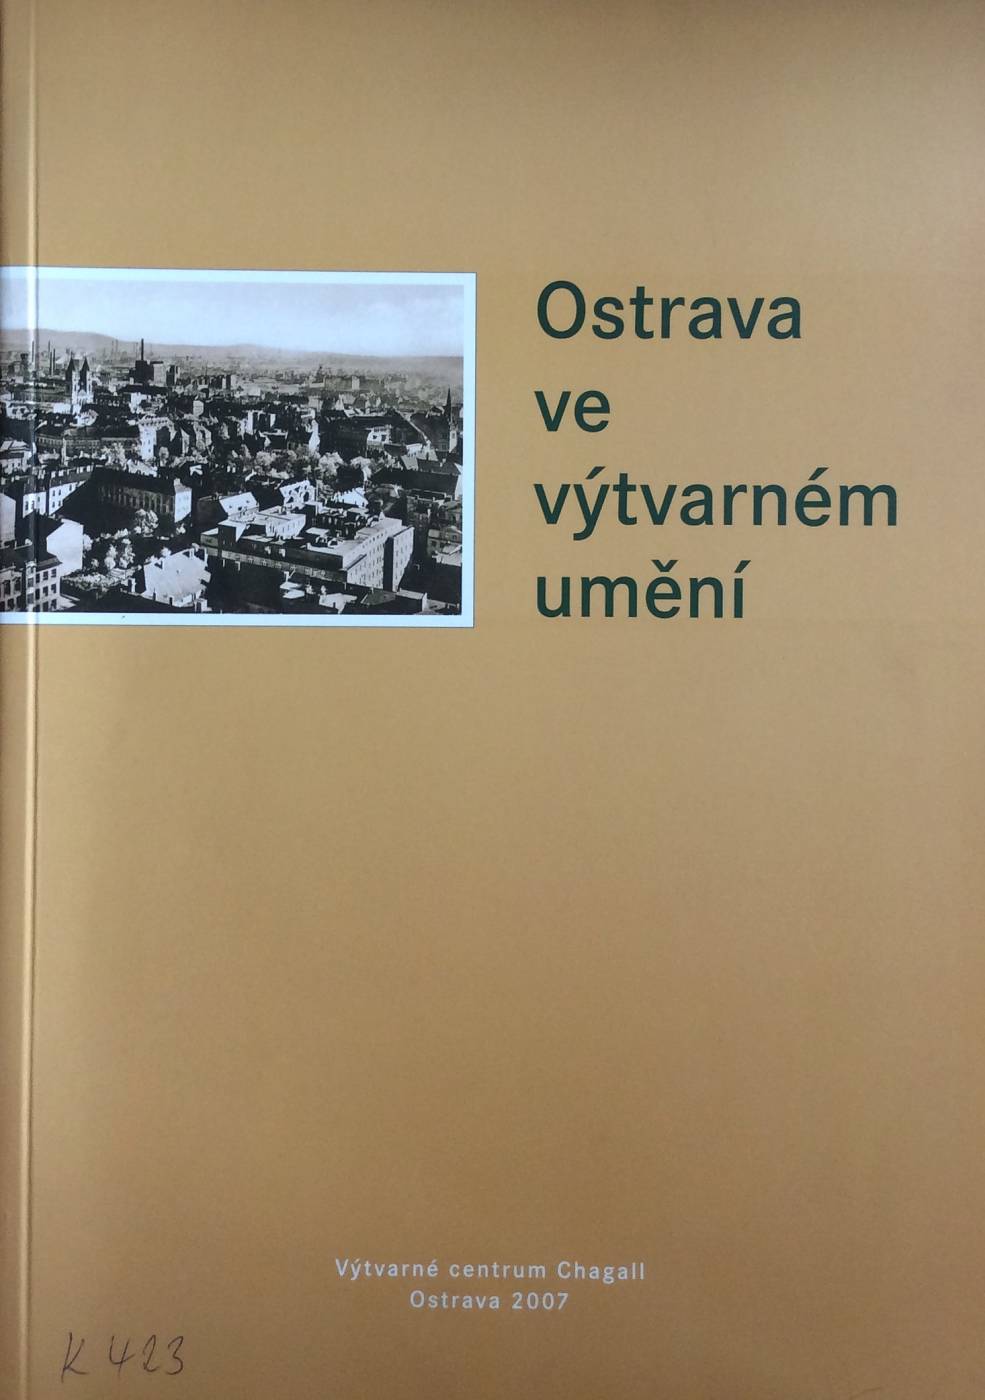 Ostrava
ve
výtvarném
umění
Výtvarné centrum Chagall
Ostrava 2007
K 423